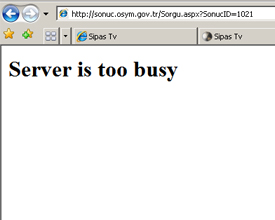 http://sonuc.osym.gov.tr/Sorgu.aspx?SonucID=1021
Sipas Tv
Sipas Tv
Server is too busy